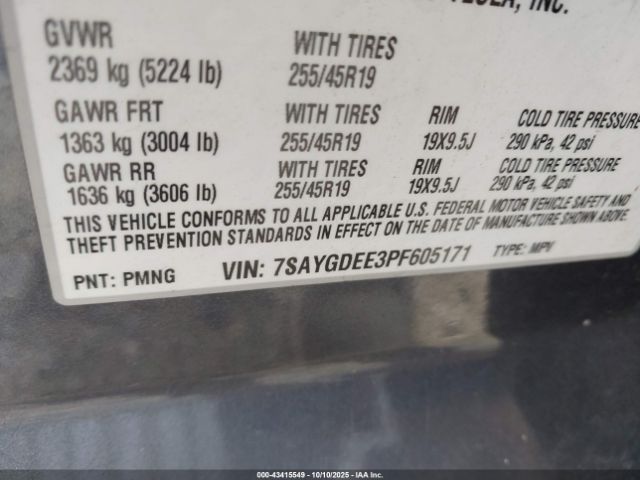 TESLA, INC.
GVWR WITH TIRES
2369 kg (5224 lb) 255/45R19
GAWR FRT WITH TIRES RIM COLD TIRE PRESSURE
1363 kg (3004 lb) 255/45R19 19X9.5J 290 kPa, 42 psi
GAWR RR WITH TIRES RIM COLD TIRE PRESSURE
1636 kg (3606 lb) 255/45R19 19X9.5J 290 kPa, 42 psi
THIS VEHICLE CONFORMS TO ALL APPLICABLE U.S. FEDERAL MOTOR VEHICLE SAFETY AND
THEFT PREVENTION STANDARDS IN EFFECT ON THE DATE OF MANUFACTURE SHOWN ABOVE.
PNT: PMNG VIN: 7SAYGDEE3PF605171 TYPE: MPV
000-43415549 - 10/10/2025 - IAA Inc.